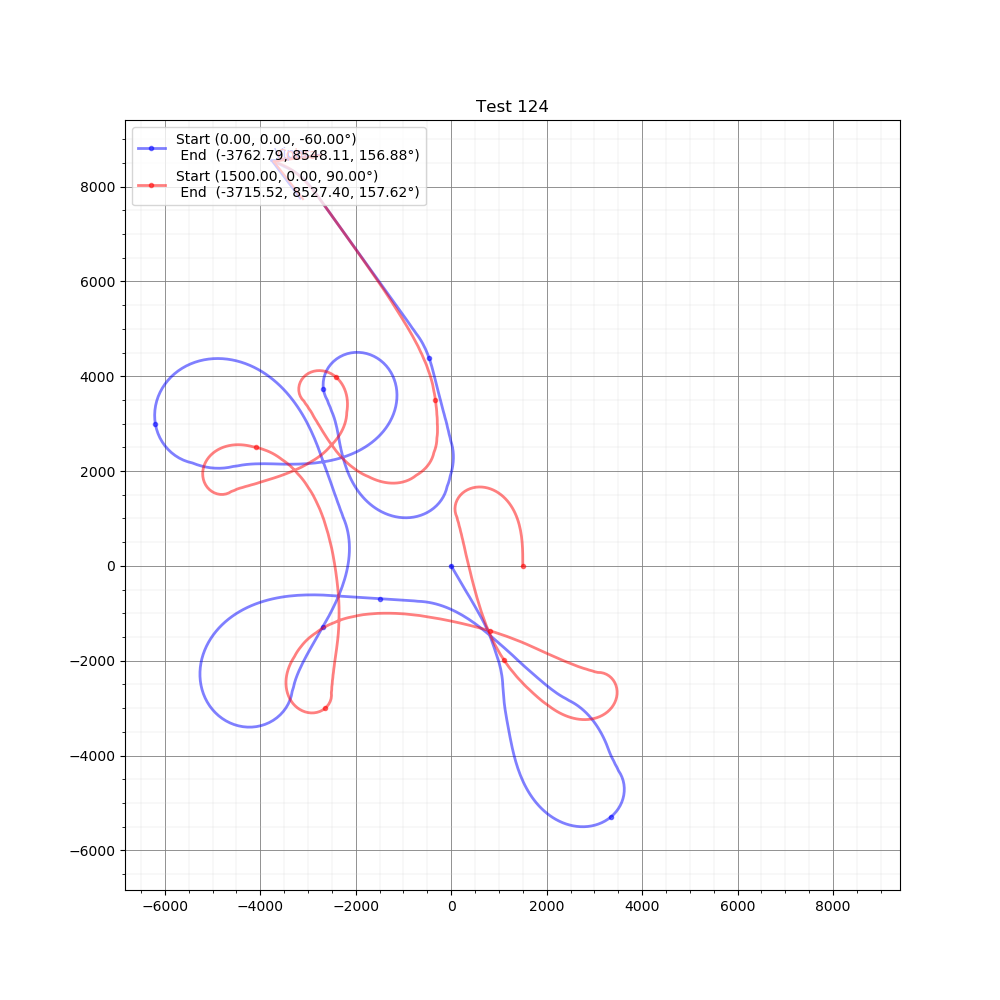 Test 124
Start (0.00, 0.00, -60.00°)
End (-3762.79, 8548.11, 156.88°)
Start (1500.00, 0.00, 90.00°)
End (-3715.52, 8527.40, 157.62°)
8000
6000
4000
2000
0
−2000
−4000
−6000
−6000 −4000 −2000 0 2000 4000 6000 8000